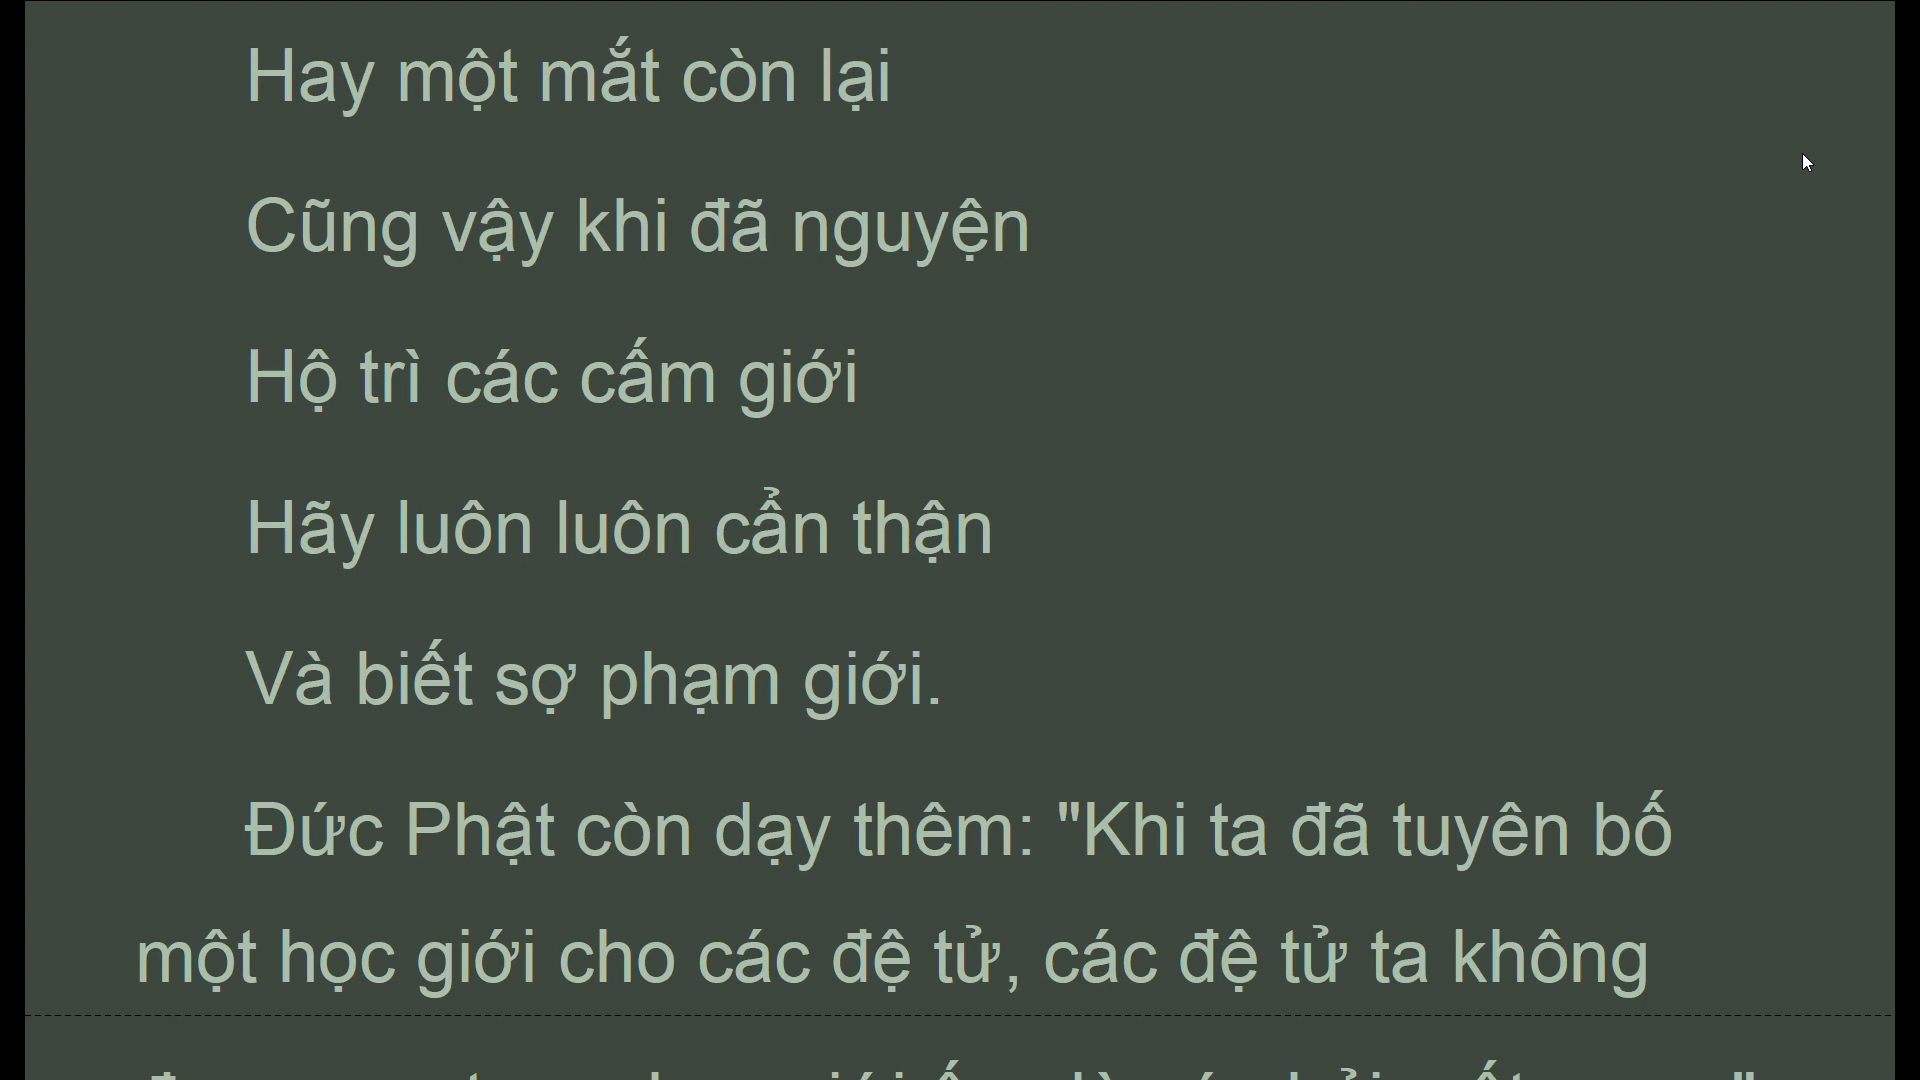 Hay một mắt còn lại
Cũng vậy khi đã nguyện
Hộ trì các cấm giới
Hãy luôn luôn cẩn thận
Và biết sợ phạm giới.
Đức Phật còn dạy thêm: "Khi ta đã tuyên bố
một học giới cho các đệ tử, các đệ tử ta không